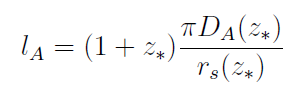 l_A = (1 + z_*) \frac{\pi D_A(z_*)}{r_s(z_*)}